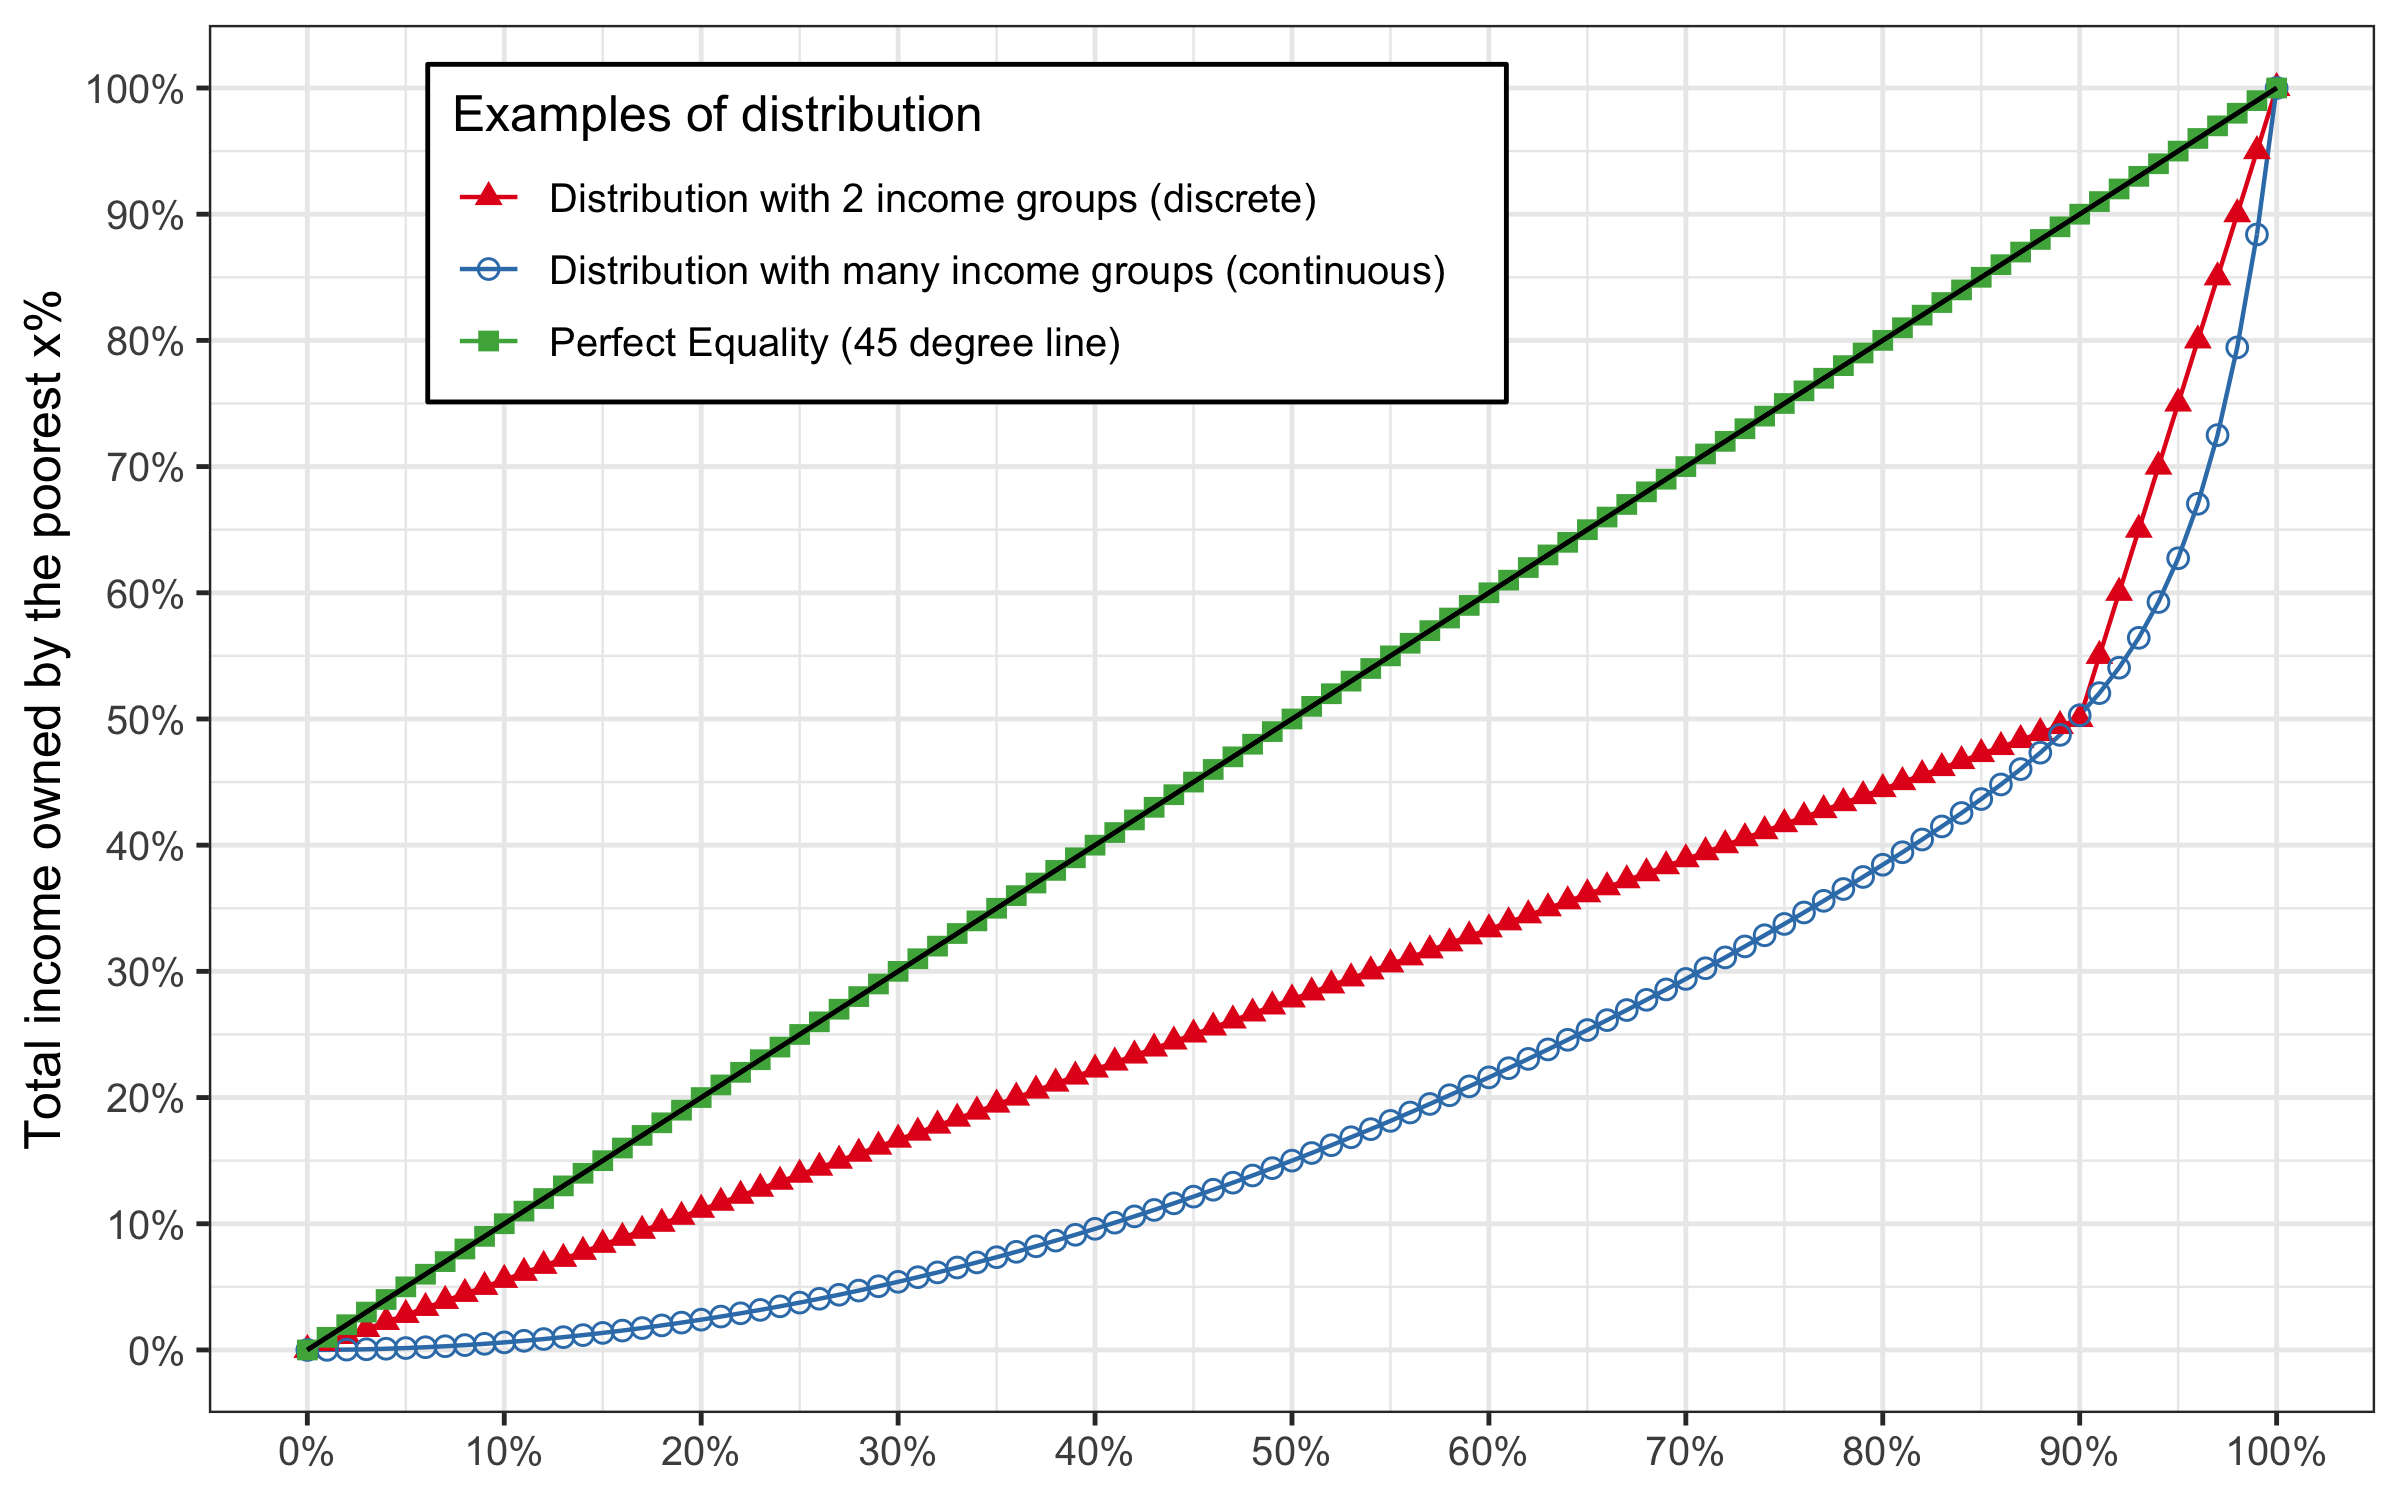 Total income owned by the poorest x%
100%
90%
80%
70%
60%
50%
40%
30%
20%
10%
0%
Examples of distribution
Distribution with 2 income groups (discrete)
Distribution with many income groups (continuous)
Perfect Equality (45 degree line)
0% 10% 20% 30% 40% 50% 60% 70% 80% 90% 100%